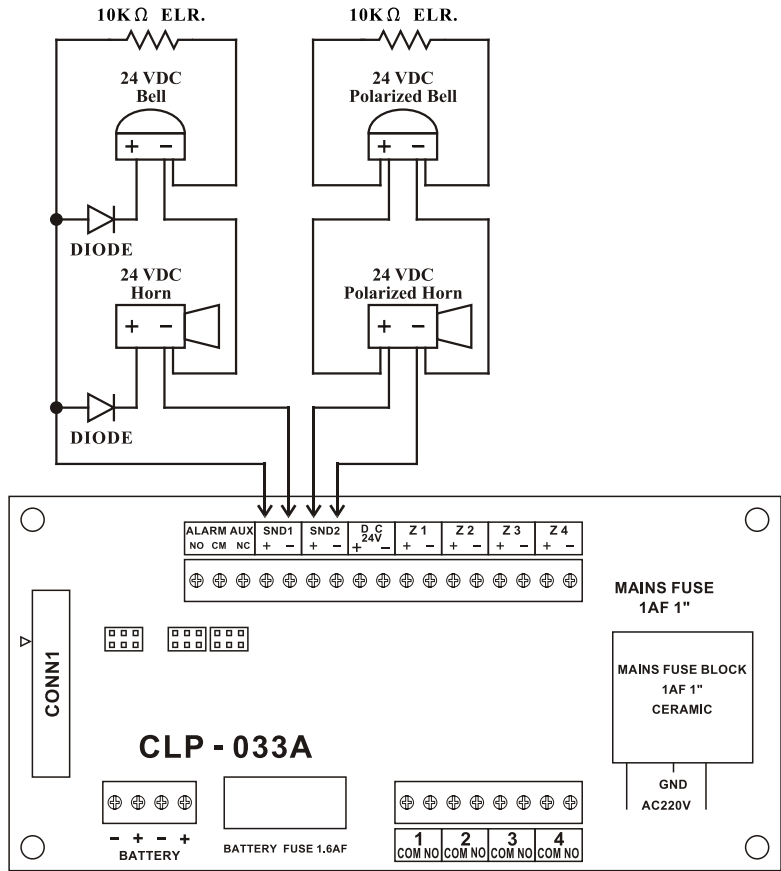 10K Ω ELR. 10K Ω ELR.
24 VDC 24 VDC
Bell Polarized Bell
+ − + −
DIODE
24 VDC 24 VDC
Horn Polarized Horn
+ − + −
DIODE
ALARM AUX SND1 SND2 D C Z 1 Z 2 Z 3 Z 4
24V
NO CM NC + − + − + − + − + − + − + −
MAINS FUSE
1AF 1"
CONN1
MAINS FUSE BLOCK
1AF 1"
CERAMIC
CLP - 033A
GND
AC220V
− + − +
BATTERY
BATTERY FUSE 1.6AF
1 2 3 4
COM NO COM NO COM NO COM NO